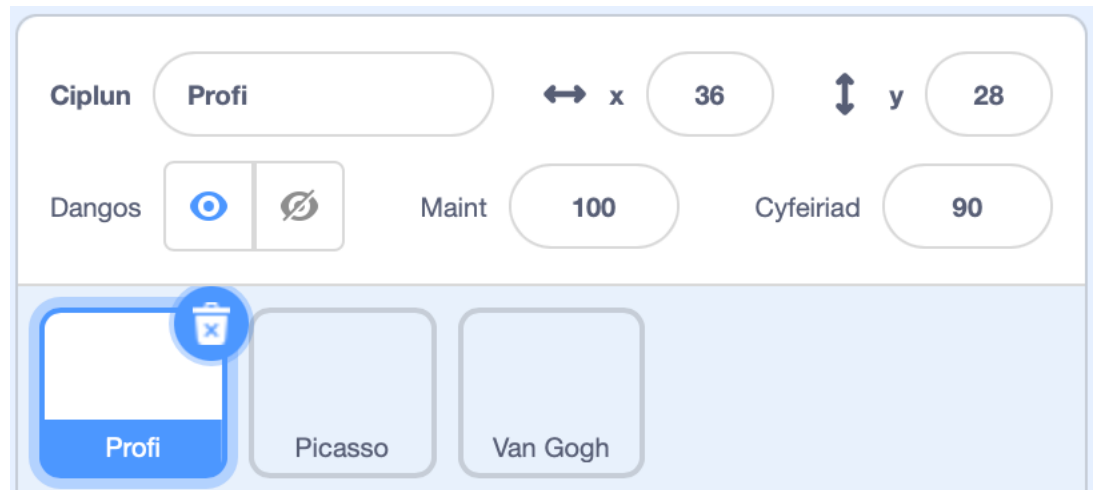 Ciplun Profi x 36 y 28
Dangos Maint 100 Cyfeiriad 90
Profi Picasso Van Gogh